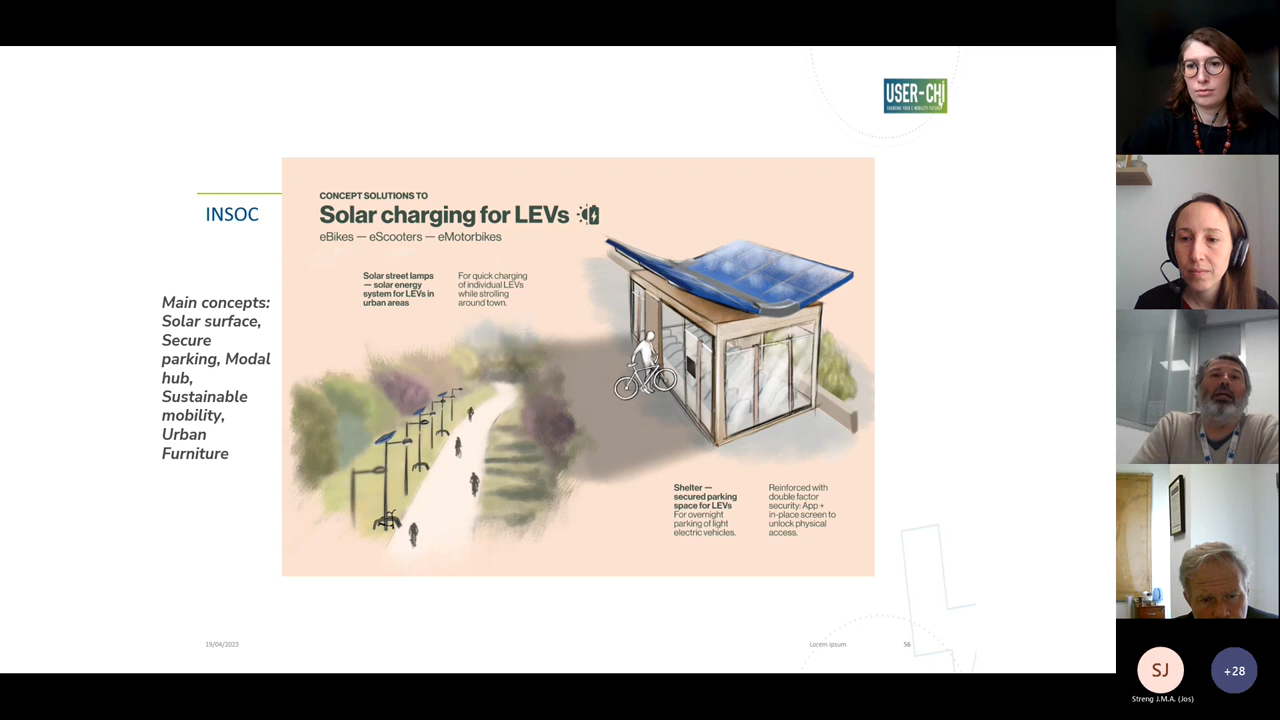 USER-CHI
INSOC
Main concepts:
Solar surface,
Secure
parking, Modal
hub,
Sustainable
mobility,
Urban
Furniture
CONCEPT SOLUTIONS TO
Solar charging for LEVs
eBikes — eScooters — eMotorbikes
Solar street lamps
— solar energy
system for LEVs in
urban areas
For quick charging
of individual LEVs
while strolling
around town.
Shelter —
secured parking
space for LEVs
For overnight
parking of light
electric vehicles.
Reinforced with
double factor
security: App +
in-place screen to
unlock physical
access.
19/04/2023
Lorem ipsum
56
SJ
+28
Streng J.M.A. (Jos)